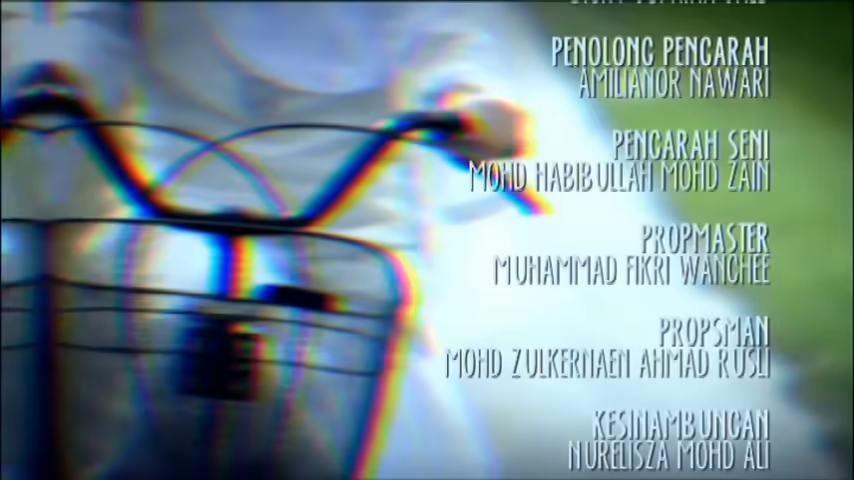 PENOLONG PENGARAH
AMILIANOR NAWARI
PENGARAH SENI
MOHD HABIBULLAH MOHD ZAIN
PROPMASTER
MUHAMMAD FIKRI WANCHEE
PROPSMAN
MOHD ZULKERNAEN AHMAD RUSLI
KESINAMBUNGAN
NURELISZA MOHD ALI